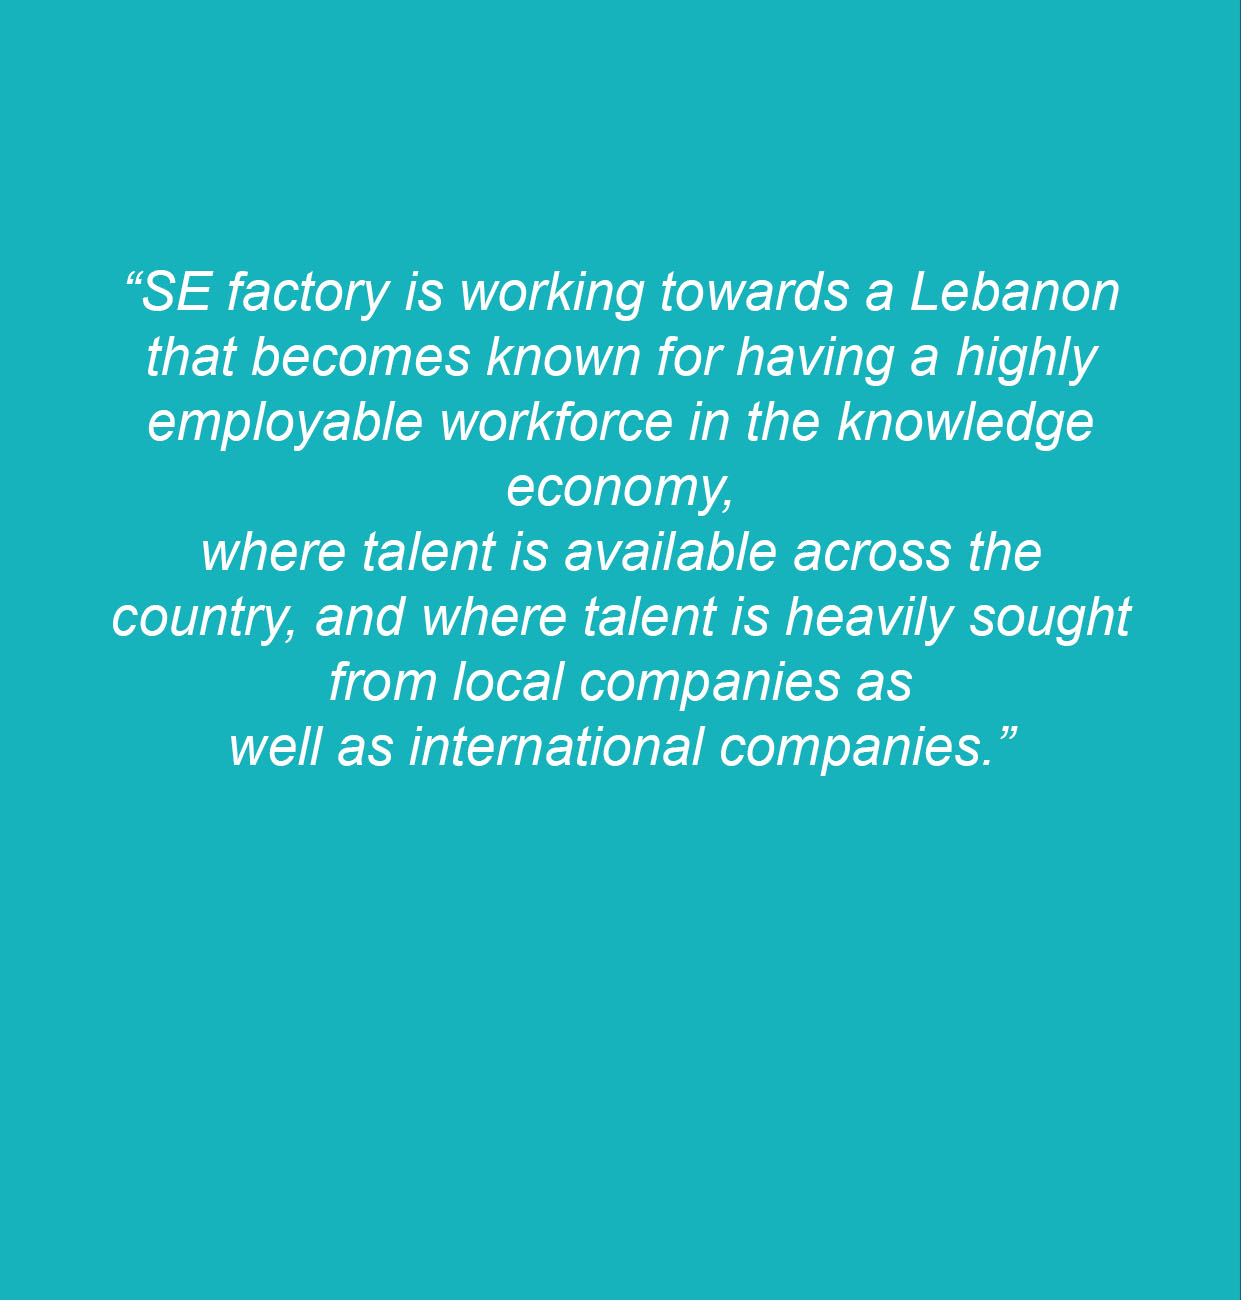 “SE factory is working towards a Lebanon
that becomes known for having a highly
employable workforce in the knowledge
economy,
where talent is available across the
country, and where talent is heavily sought
from local companies as
well as international companies.”